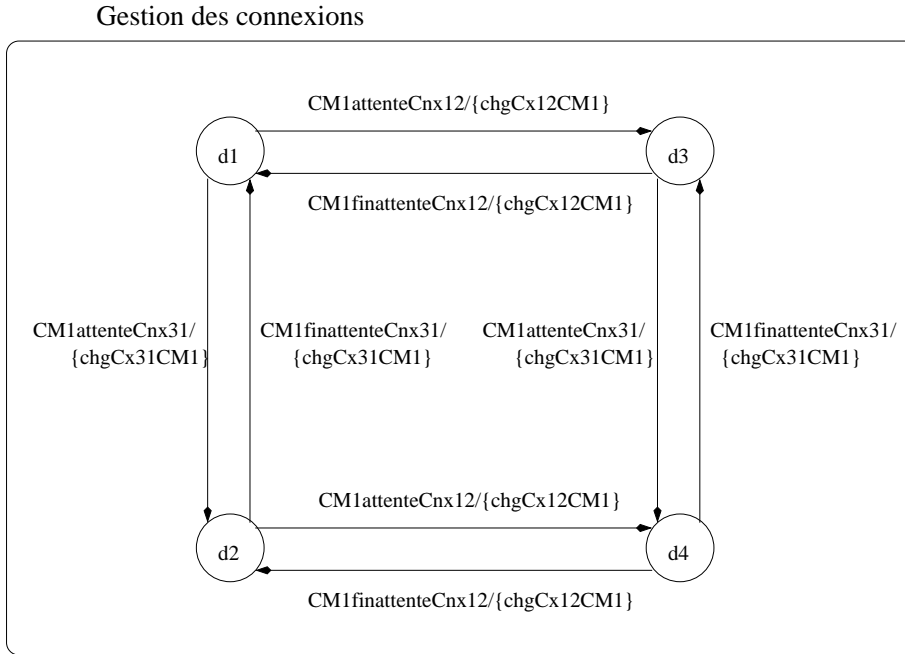 Gestion des connexions
CM1attenteCnx12/{chgCx12CM1}
d1
d3
CM1finattenteCnx12/{chgCx12CM1}
CM1attenteCnx31/
{chgCx31CM1}
CM1finattenteCnx31/
{chgCx31CM1}
CM1attenteCnx31/
{chgCx31CM1}
CM1finattenteCnx31/
{chgCx31CM1}
CM1attenteCnx12/{chgCx12CM1}
d2
d4
CM1finattenteCnx12/{chgCx12CM1}